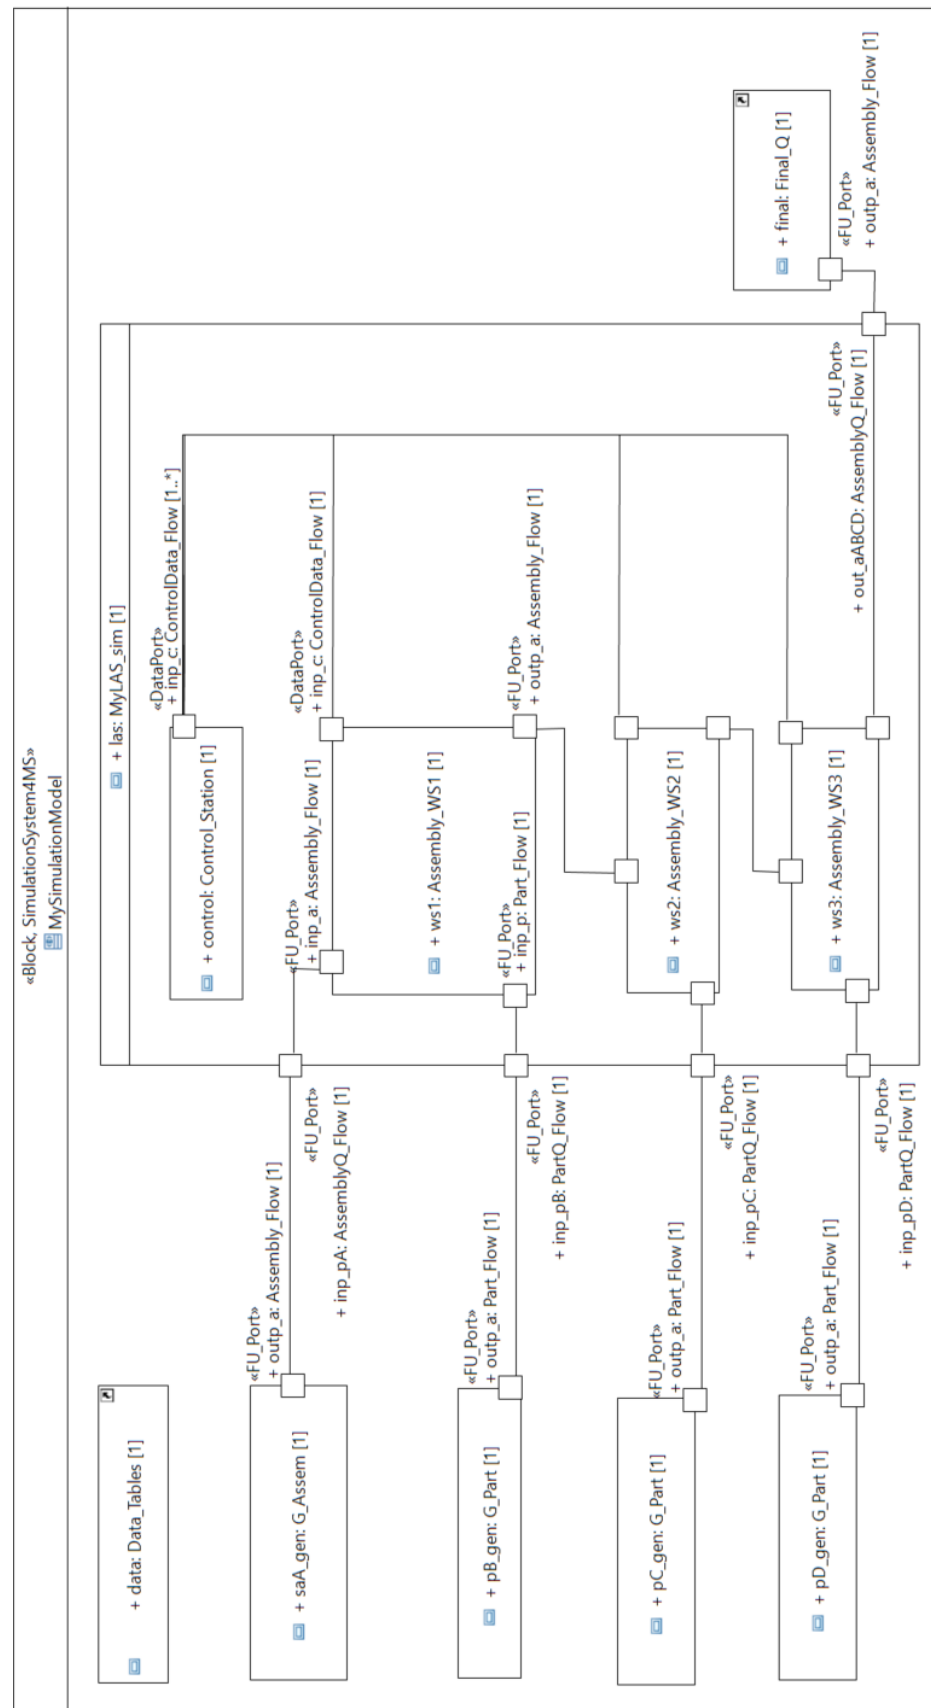 «Block, SimulationSystem4MS»
MySimulationModel
+ data: Data_Tables [1]
+ las: MyLAS_sim [1]
«DataPort»
+ inp_c: ControlData_Flow [1..*]
+ control: Control_Station [1]
«FU_Port»
+ outp_a: Assembly_Flow [1]
+ saA_gen: G_Assem [1]
«FU_Port»
+ inp_pA: AssemblyQ_Flow [1]
«FU_Port»
+ inp_a: Assembly_Flow [1]
«DataPort»
+ inp_c: ControlData_Flow [1]
+ ws1: Assembly_WS1 [1]
«FU_Port»
+ outp_a: Part_Flow [1]
+ pB_gen: G_Part [1]
«FU_Port»
+ inp_pB: PartQ_Flow [1]
«FU_Port»
+ inp_p: Part_Flow [1]
«FU_Port»
+ outp_a: Assembly_Flow [1]
«FU_Port»
+ outp_a: Part_Flow [1]
+ pC_gen: G_Part [1]
«FU_Port»
+ inp_pC: PartQ_Flow [1]
+ ws2: Assembly_WS2 [1]
«FU_Port»
+ outp_a: Part_Flow [1]
+ pD_gen: G_Part [1]
«FU_Port»
+ inp_pD: PartQ_Flow [1]
+ ws3: Assembly_WS3 [1]
«FU_Port»
+ out_aABCD: AssemblyQ_Flow [1]
+ final: Final_Q [1]
«FU_Port»
+ outp_a: Assembly_Flow [1]